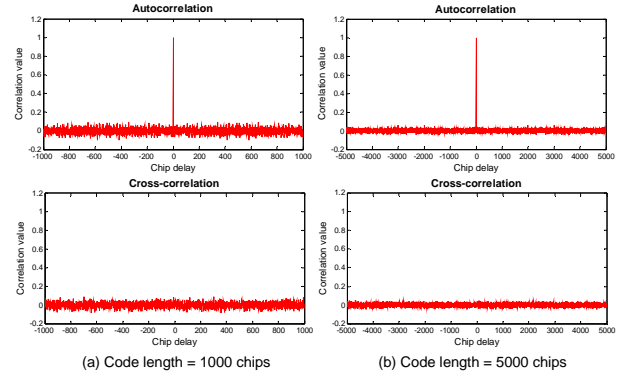 Autocorrelation
Correlation value
1.2
1
0.8
0.6
0.4
0.2
0
-0.2
-1000 -800 -600 -400 -200 0 200 400 600 800 1000
Chip delay
Autocorrelation
Correlation value
1.2
1
0.8
0.6
0.4
0.2
0
-0.2
-5000 -4000 -3000 -2000 -1000 0 1000 2000 3000 4000 5000
Chip delay
Cross-correlation
Correlation value
1.2
1
0.8
0.6
0.4
0.2
0
-0.2
-1000 -800 -600 -400 -200 0 200 400 600 800 1000
Chip delay
(a) Code length = 1000 chips
Cross-correlation
Correlation value
1.2
1
0.8
0.6
0.4
0.2
0
-0.2
-5000 -4000 -3000 -2000 -1000 0 1000 2000 3000 4000 5000
Chip delay
(b) Code length = 5000 chips